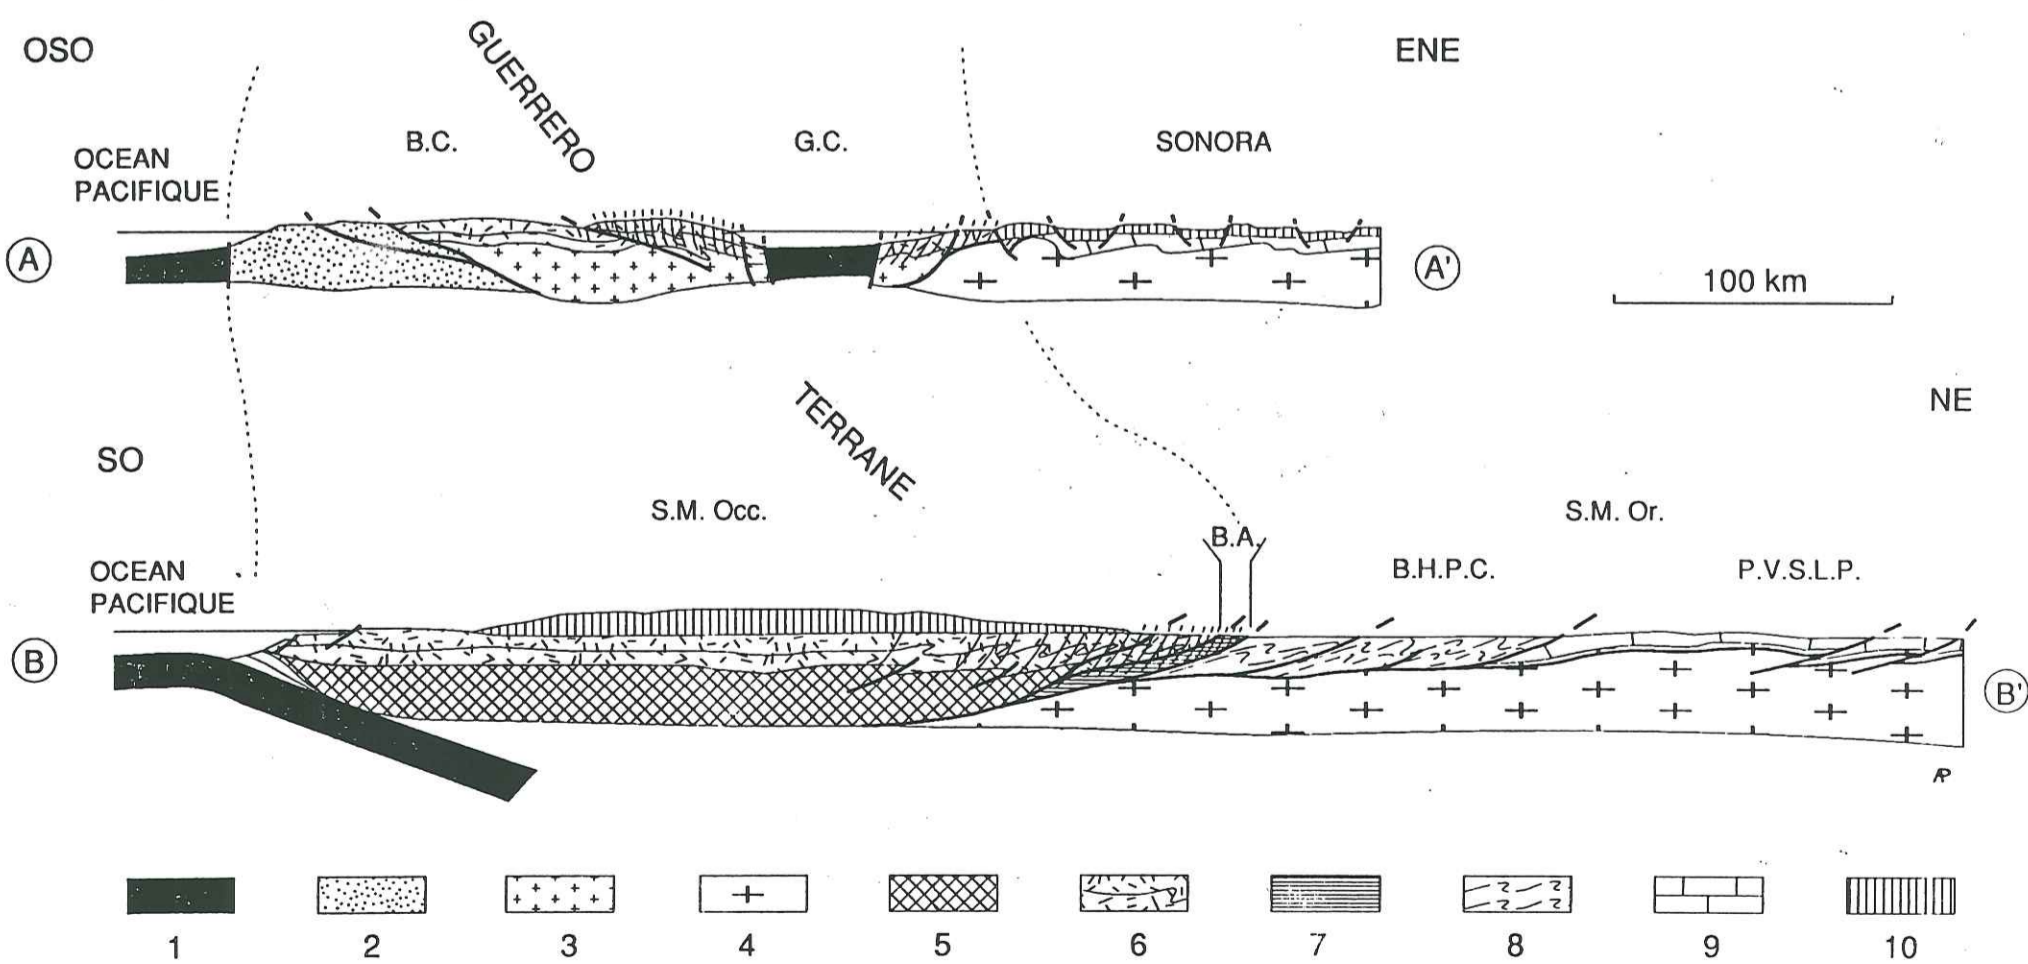 OSO
GUERRERO
ENE
OCEAN
PACIFIQUE
B.C.
G.C.
SONORA
A
A'
100 km
TERRANE
NE
SO
S.M. Occ.
S.M. Or.
B.A.
OCEAN
PACIFIQUE
B.H.P.C.
P.V.S.L.P.
B
B'
1 2 3 4 5 6 7 8 9 10